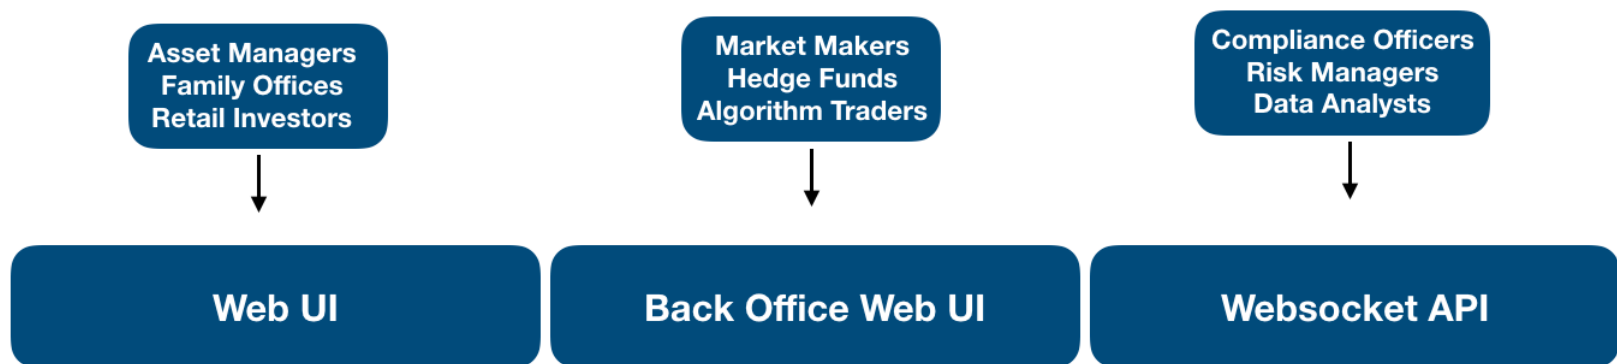 Asset Managers
Family Offices
Retail Investors
Market Makers
Hedge Funds
Algorithm Traders
Compliance Officers
Risk Managers
Data Analysts
Web UI
Back Office Web UI
Websocket API